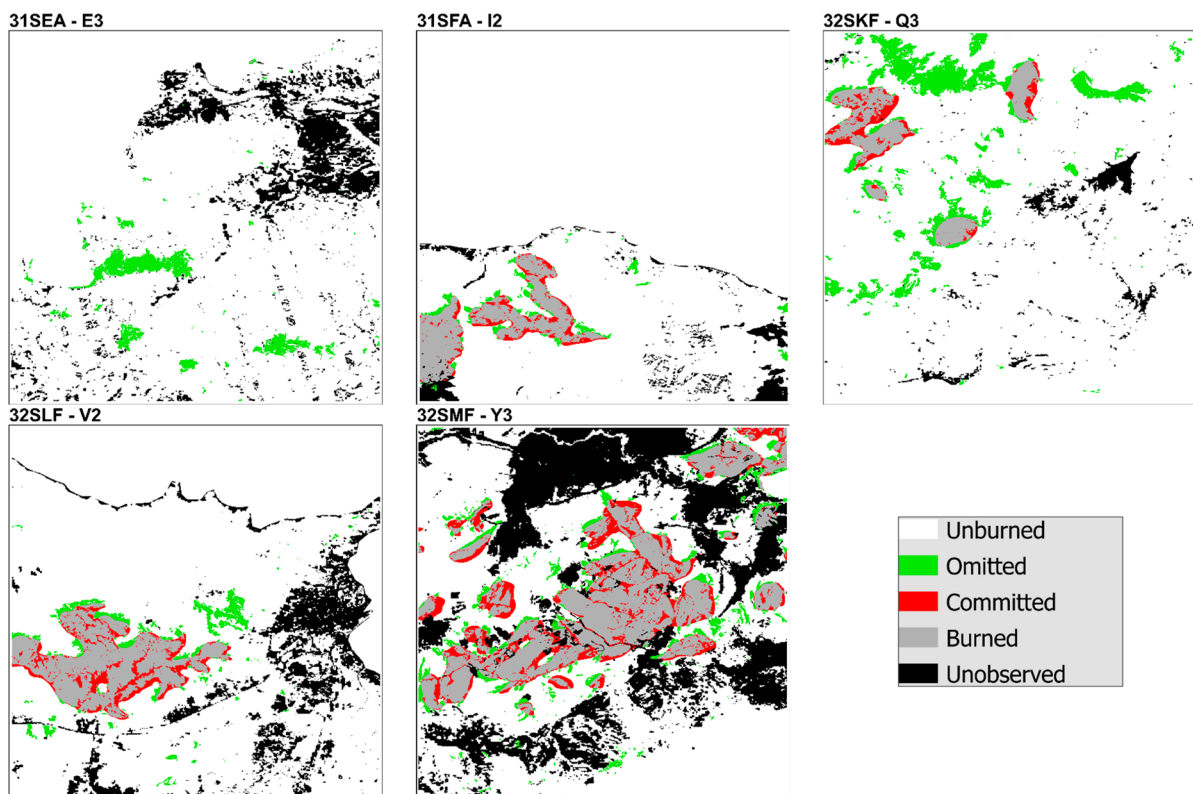 31SEA - E3
31SFA - I2
32SKF - Q3
32SLF - V2
32SMF - Y3
Unburned
Omitted
Committed
Burned
Unobserved